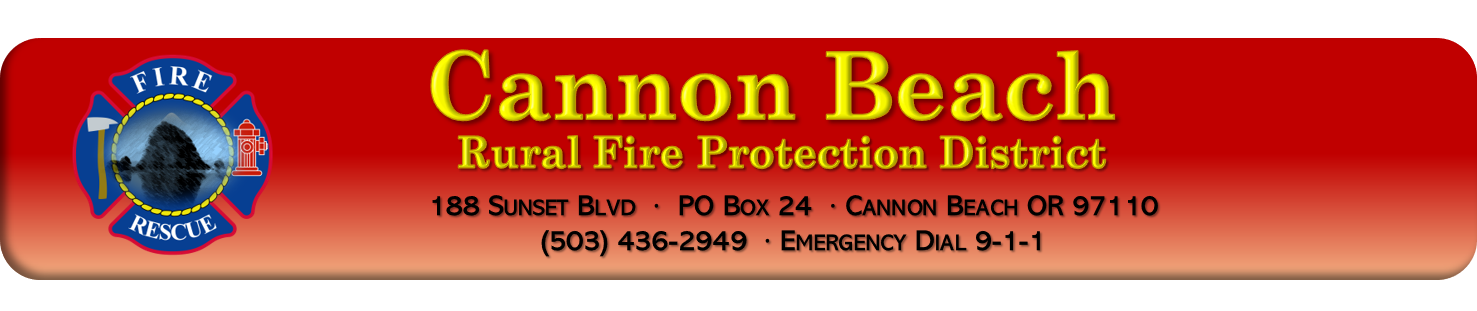 FIRE
RESCUE
Cannon Beach
Rural Fire Protection District
188 Sunset Blvd · PO Box 24 · Cannon Beach OR 97110
(503) 436-2949 · Emergency Dial 9-1-1